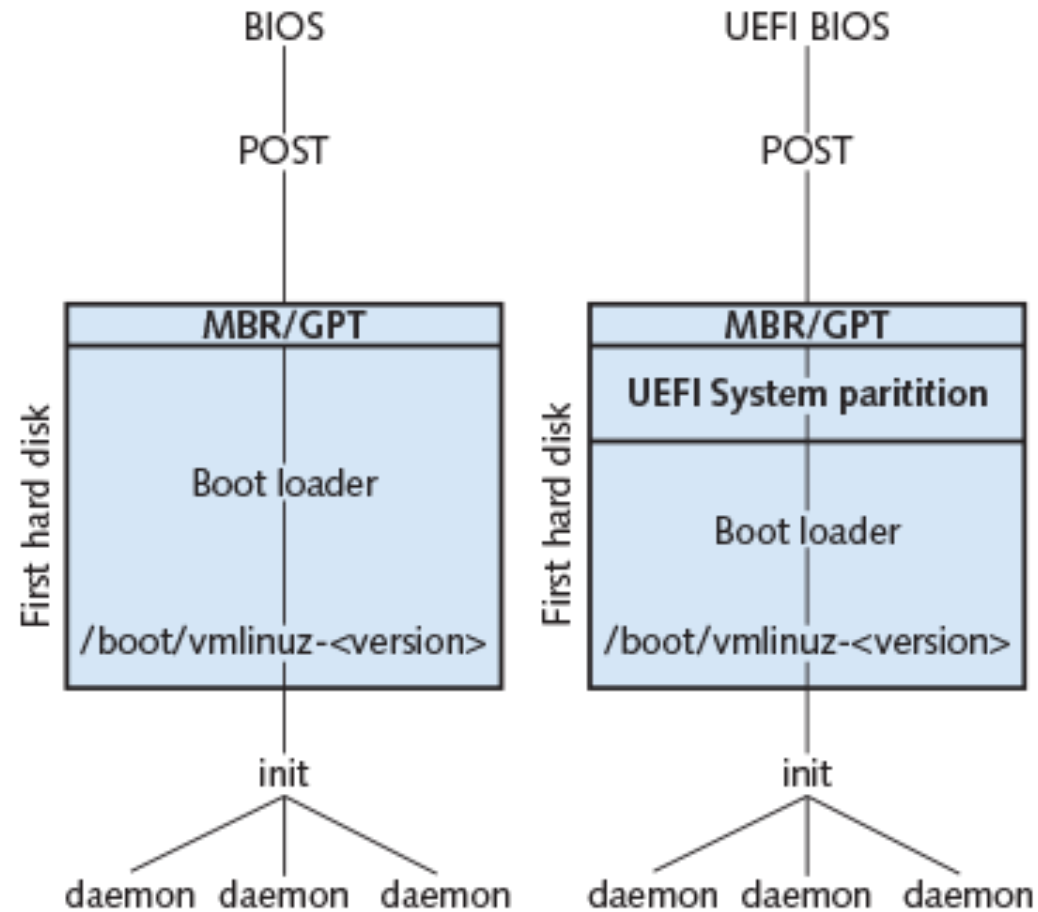 BIOS
POST
MBR/GPT
Boot loader
/boot/vmlinuz-<version>
First hard disk
init
daemon daemon daemon
UEFI BIOS
POST
MBR/GPT
UEFI System paritition
Boot loader
/boot/vmlinuz-<version>
First hard disk
init
daemon daemon daemon